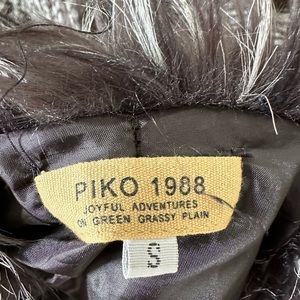 PIKO 1988
JOYFUL ADVENTURES
ON GREEN GRASSY PLAIN
S